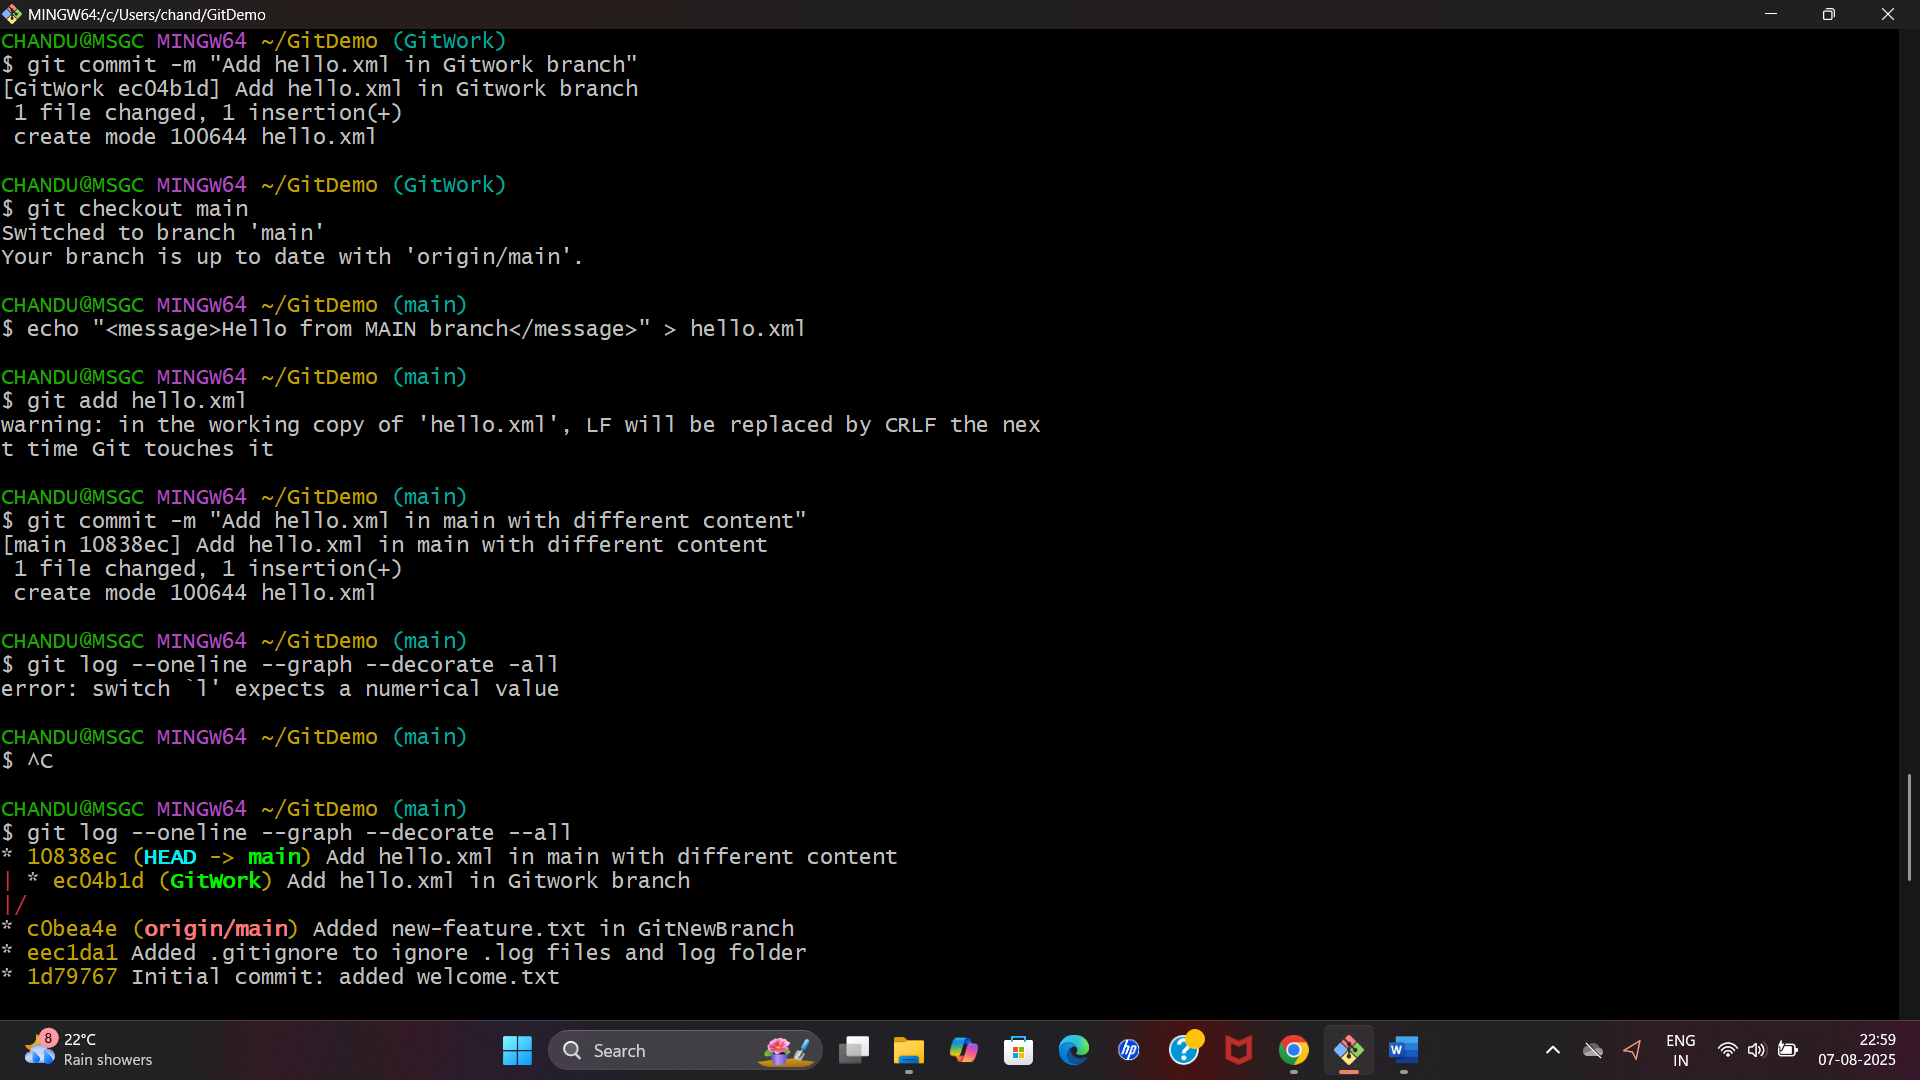 MINGW64:/c/Users/chand/GitDemo
CHANDU@MSGC MINGW64 ~/GitDemo (GitWork)
$ git commit -m "Add hello.xml in Gitwork branch"
[GitWork ec04b1d] Add hello.xml in Gitwork branch
 1 file changed, 1 insertion(+)
 create mode 100644 hello.xml
CHANDU@MSGC MINGW64 ~/GitDemo (GitWork)
$ git checkout main
Switched to branch 'main'
Your branch is up to date with 'origin/main'.
CHANDU@MSGC MINGW64 ~/GitDemo (main)
$ echo "<message>Hello from MAIN branch</message>" > hello.xml
CHANDU@MSGC MINGW64 ~/GitDemo (main)
$ git add hello.xml
warning: in the working copy of 'hello.xml', LF will be replaced by CRLF the nex
t time Git touches it
CHANDU@MSGC MINGW64 ~/GitDemo (main)
$ git commit -m "Add hello.xml in main with different content"
[main 10838ec] Add hello.xml in main with different content
 1 file changed, 1 insertion(+)
 create mode 100644 hello.xml
CHANDU@MSGC MINGW64 ~/GitDemo (main)
$ git log --oneline --graph --decorate -all
error: switch `l' expects a numerical value
CHANDU@MSGC MINGW64 ~/GitDemo (main)
$ ^C
CHANDU@MSGC MINGW64 ~/GitDemo (main)
$ git log --oneline --graph --decorate --all
* 10838ec (HEAD -> main) Add hello.xml in main with different content
| * ec04b1d (GitWork) Add hello.xml in Gitwork branch
|/
* c0bea4e (origin/main) Added new-feature.txt in GitNewBranch
* eec1da1 Added .gitignore to ignore .log files and log folder
* 1d79767 Initial commit: added welcome.txt
8
22°C
Rain showers
Search
hp
?
W
ENG
IN
22:59
07-08-2025